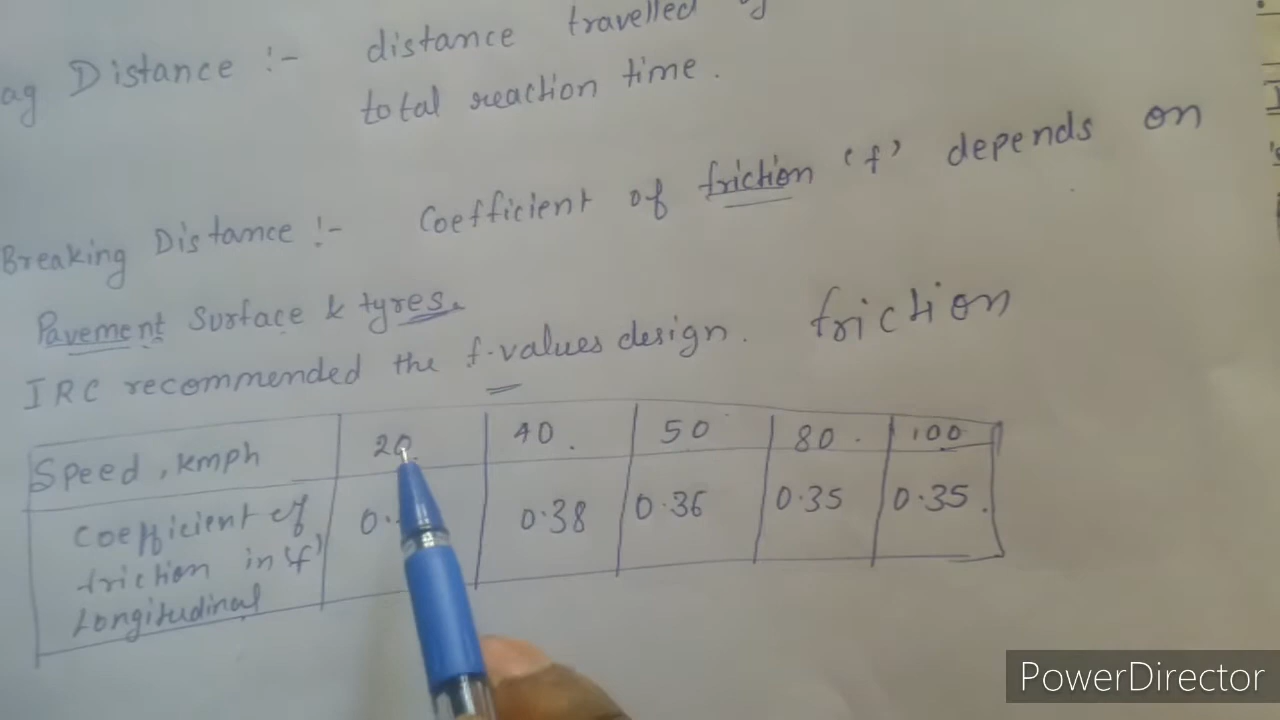 ag Distance :- distance travelled
total reaction time.
Breaking Distance :- Coefficient of friction 'f' depends on
Pavement Surface & tyres.
IRC recommended the f-values design. friction
Speed, kmph 20. 40. 50 80. 100
Coefficient of friction in 'f' Longitudinal 0. 0.38 0.36 0.35 0.35.
PowerDirector